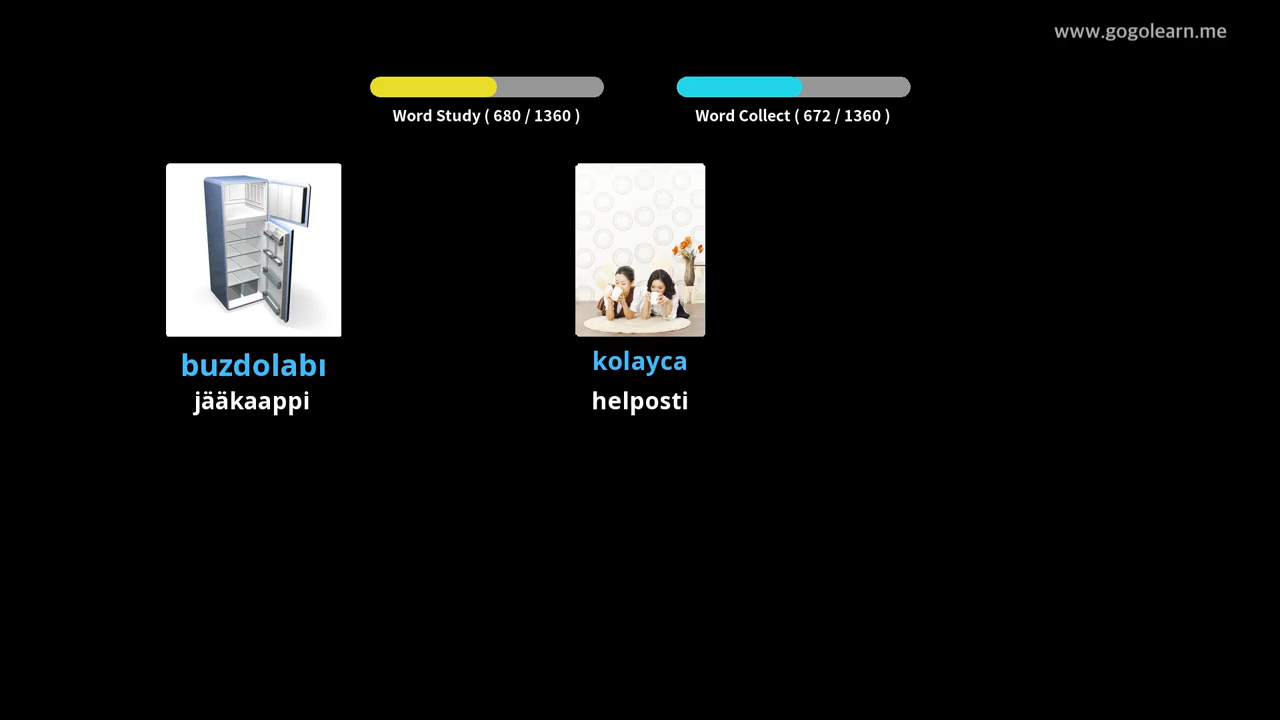 www.gogolearn.me
Word Study ( 680 / 1360 )
Word Collect ( 672 / 1360 )
buzdolabı
jääkaappi
kolayca
helposti